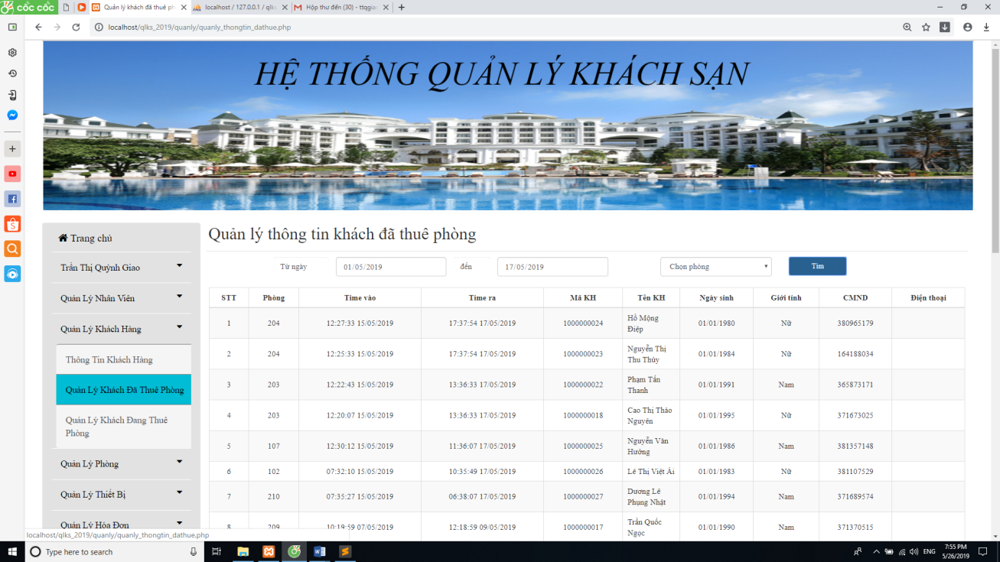 cốc cốc
Quản lý khách đã thuê ph
localhost / 127.0.0.1 / qlks
Hộp thư đến (30) - ttqgiao
localhost/qlks_2019/quanly/quanly_thongtin_dathue.php
HỆ THỐNG QUẢN LÝ KHÁCH SẠN
Trang chủ
Trần Thị Quỳnh Giao
Quản Lý Nhân Viên
Quản Lý Khách Hàng
Thông Tin Khách Hàng
Quản Lý Khách Đã Thuê Phòng
Quản Lý Khách Đang Thuê
Phòng
Quản Lý Phòng
Quản Lý Thiết Bị
Quản Lý Hóa Đơn
Quản lý thông tin khách đã thuê phòng
Từ ngày 01/05/2019 đến 17/05/2019 Chọn phòng Tìm
STT Phòng Time vào Time ra Mã KH Tên KH Ngày sinh Giới tính CMND Điện thoại
1 204 12:27:33 15/05/2019 17:37:54 17/05/2019 1000000024 Hồ Mộng Điệp 01/01/1980 Nữ 380965179
2 204 12:25:33 15/05/2019 17:37:54 17/05/2019 1000000023 Nguyễn Thị Thu Thủy 01/01/1984 Nữ 164188034
3 203 12:22:43 15/05/2019 13:36:33 17/05/2019 1000000022 Phạm Tấn Thanh 01/01/1991 Nam 365873171
4 203 12:20:07 15/05/2019 13:36:33 17/05/2019 1000000018 Cao Thị Thảo Nguyên 01/01/1995 Nữ 371673025
5 107 12:30:12 15/05/2019 11:36:07 17/05/2019 1000000025 Nguyễn Văn Hưởng 01/01/1986 Nam 381357148
6 102 07:32:10 15/05/2019 10:35:49 17/05/2019 1000000026 Lê Thị Việt Ái 01/01/1983 Nữ 381107529
7 210 07:35:27 15/05/2019 06:38:07 17/05/2019 1000000027 Dương Lê Phụng Nhật 01/01/1994 Nam 371689574
8 209 10:19:59 07/05/2019 12:18:59 09/05/2019 1000000017 Trần Quốc Ngọc 01/01/1990 Nam 371370515
localhost/qlks_2019/quanly/quanly_thongtin_dathue.php
Type here to search
ENG
7:55 PM
5/26/2019